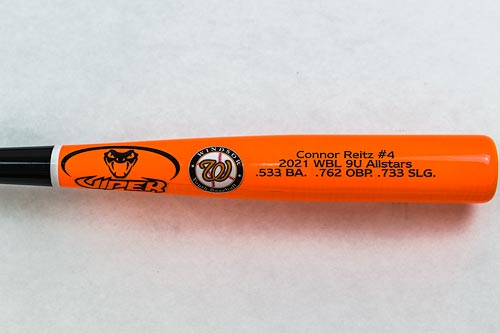 VIPER
WINDSOR
W
Youth Baseball
Connor Reitz #4
2021 WBL 9U Allstars
.533 BA. .762 OBP. .733 SLG.